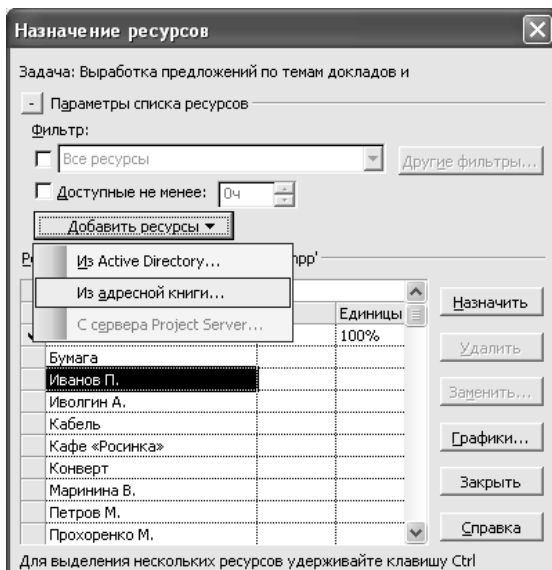 Назначение ресурсов
Задача: Выработка предложений по темам докладов и
- Параметры списка ресурсов
Фильтр:
Все ресурсы
Другие фильтры...
Доступные не менее: 0ч
Добавить ресурсы
Из Active Directory...
Из адресной книги...
С сервера Project Server...
Единицы
100%
Бумага
Иванов П.
Иволгин А.
Кабель
Кафе «Росинка»
Конверт
Маринина В.
Петров М.
Прохоренко М.
Назначить
Удалить
Заменить...
Графики...
Закрыть
Справка
Для выделения нескольких ресурсов удерживайте клавишу Ctrl